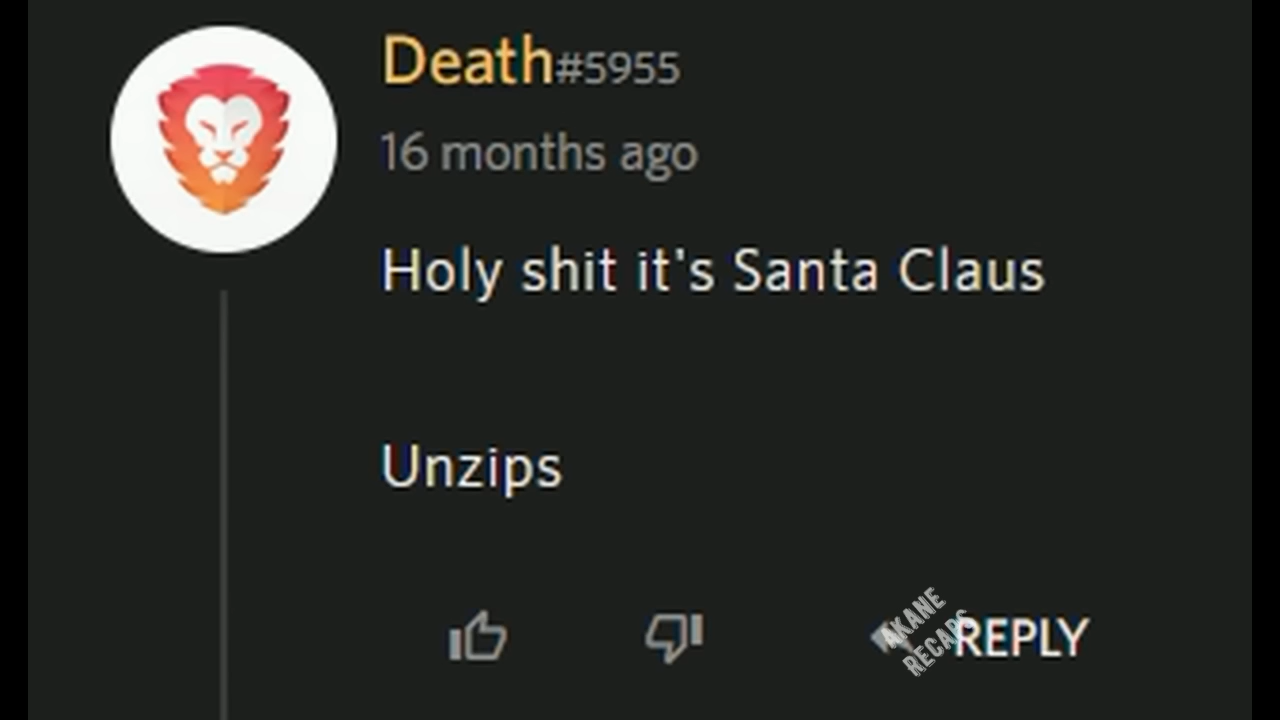 Death#5955
16 months ago
Holy shit it's Santa Claus
Unzips
AKANE
RECAPS
REPLY